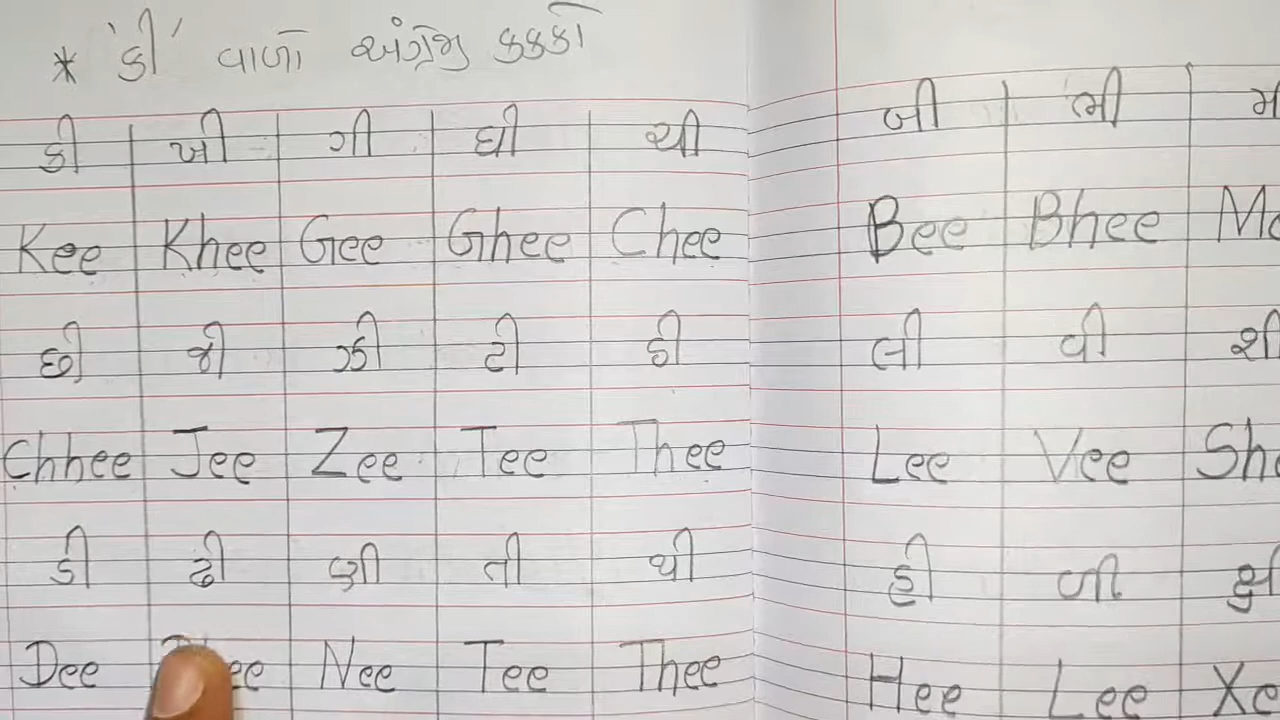 * 'કી' વાળો અંગ્રેજી કક્કો
કી ખી ગી ઘી ચી
Kee Khee Gee Ghee Chee
છી જી ઝી ટી ઠી
Chhee Jee Zee Tee Thee
ડી ઢી ણી તી થી
Dee Nee Tee Thee
બી ભી
Bee Bhee
લી વી શી
Lee Vee
હી ળી ક્ષી
Hee Lee